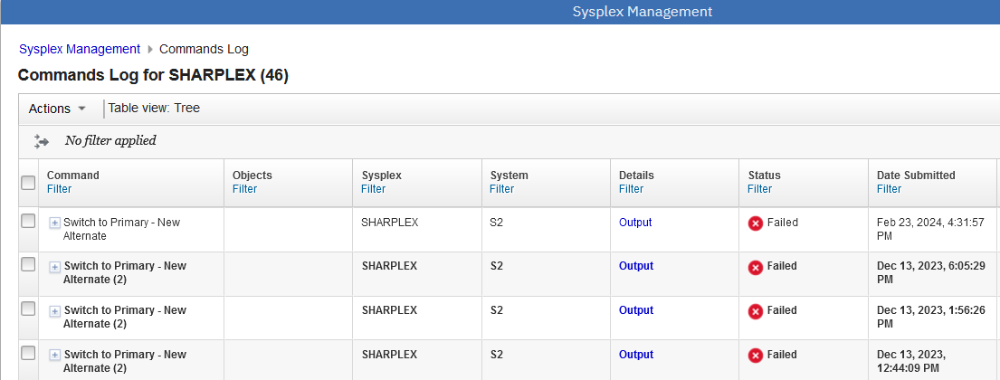 Sysplex Management
Sysplex Management Commands Log
Commands Log for SHARPLEX (46)
Actions Table view: Tree
No filter applied
Command Objects Sysplex System Details Status Date Submitted
Filter Filter Filter Filter Filter Filter Filter
Switch to Primary - New SHARPLEX S2 Output Failed Feb 23, 2024, 4:31:57
Alternate PM
Switch to Primary - New SHARPLEX S2 Output Failed Dec 13, 2023, 6:05:29
Alternate (2) PM
Switch to Primary - New SHARPLEX S2 Output Failed Dec 13, 2023, 1:56:26
Alternate (2) PM
Switch to Primary - New SHARPLEX S2 Output Failed Dec 13, 2023,
Alternate (2) 12:44:09 PM